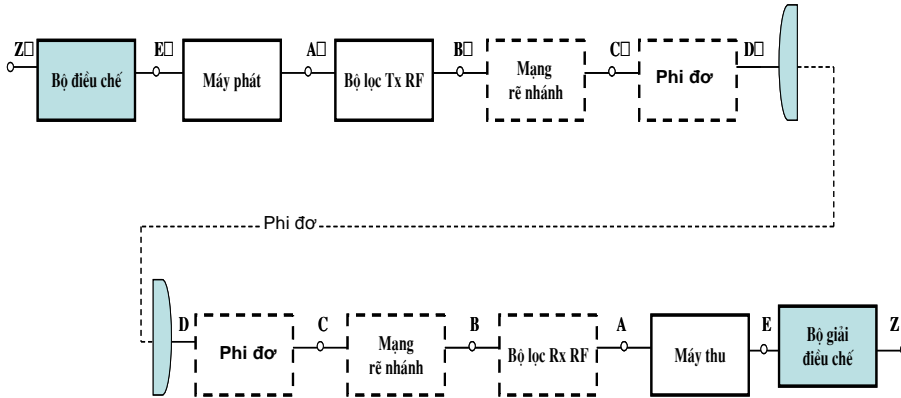 Z□
Bộ điều chế
E□
Máy phát
A□
Bộ lọc Tx RF
B□
Mạng
rẽ nhánh
C□
Phi đơ
D□
Phi đơ
D
Phi đơ
C
Mạng
rẽ nhánh
B
Bộ lọc Rx RF
A
Máy thu
E
Bộ giải
điều chế
Z